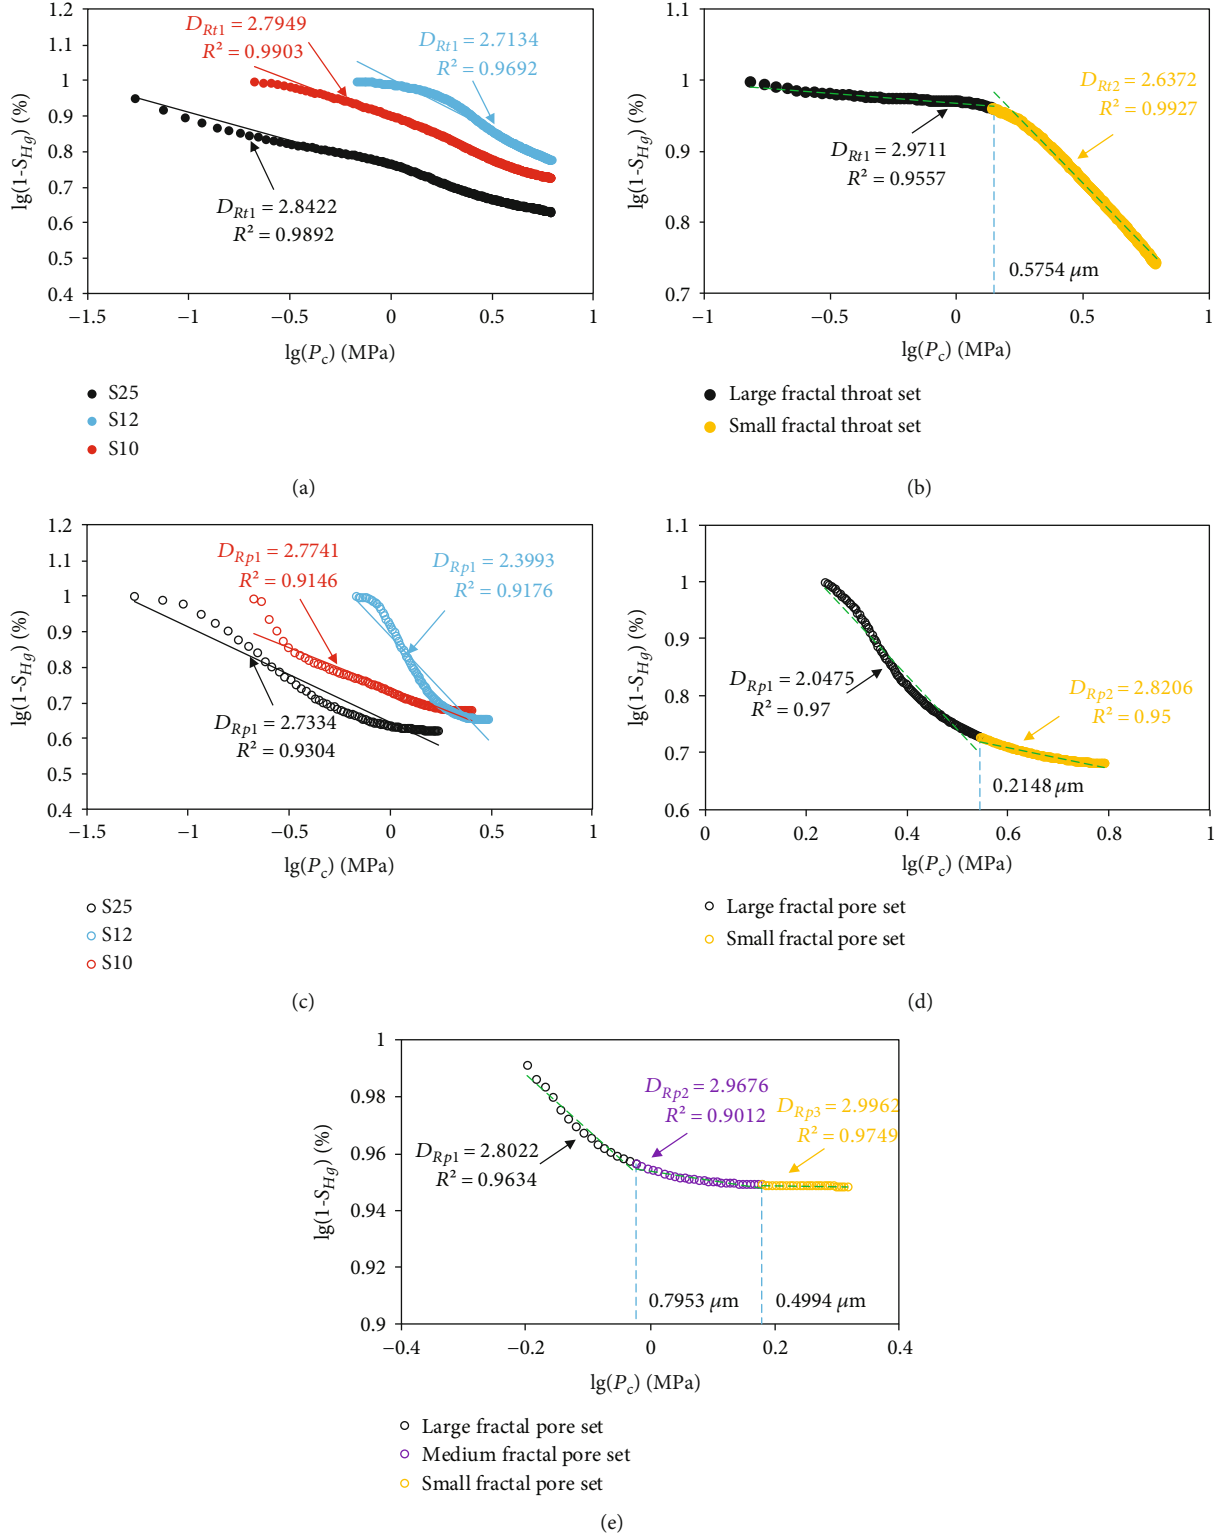 1.2
1.1
1
0.9
0.8
0.7
0.6
0.5
0.4
lg(1-S_Hg) (%)
D_Rt1 = 2.7949
R² = 0.9903
D_Rt1 = 2.7134
R² = 0.9692
D_Rt1 = 2.8422
R² = 0.9892
−1.5 −1 −0.5 0 0.5 1
lg(P_c) (MPa)
S25
S12
S10
(a)
1.1
1
0.9
0.8
0.7
lg(1-S_Hg) (%)
D_Rt2 = 2.6372
R² = 0.9927
D_Rt1 = 2.9711
R² = 0.9557
0.5754 μm
−1 −0.5 0 0.5 1
lg(P_c) (MPa)
Large fractal throat set
Small fractal throat set
(b)
1.2
1.1
1
0.9
0.8
0.7
0.6
0.5
0.4
lg(1-S_Hg) (%)
D_Rp1 = 2.7741
R² = 0.9146
D_Rp1 = 2.3993
R² = 0.9176
D_Rp1 = 2.7334
R² = 0.9304
−1.5 −1 −0.5 0 0.5 1
lg(P_c) (MPa)
S25
S12
S10
(c)
1.1
1
0.9
0.8
0.7
0.6
lg(1-S_Hg) (%)
D_Rp1 = 2.0475
R² = 0.97
D_Rp2 = 2.8206
R² = 0.95
0.2148 μm
0 0.2 0.4 0.6 0.8 1
lg(P_c) (MPa)
Large fractal pore set
Small fractal pore set
(d)
1
0.98
0.96
0.94
0.92
0.9
lg(1-S_Hg) (%)
D_Rp2 = 2.9676
R² = 0.9012
D_Rp3 = 2.9962
R² = 0.9749
D_Rp1 = 2.8022
R² = 0.9634
0.7953 μm
0.4994 μm
−0.4 −0.2 0 0.2 0.4
lg(P_c) (MPa)
Large fractal pore set
Medium fractal pore set
Small fractal pore set
(e)